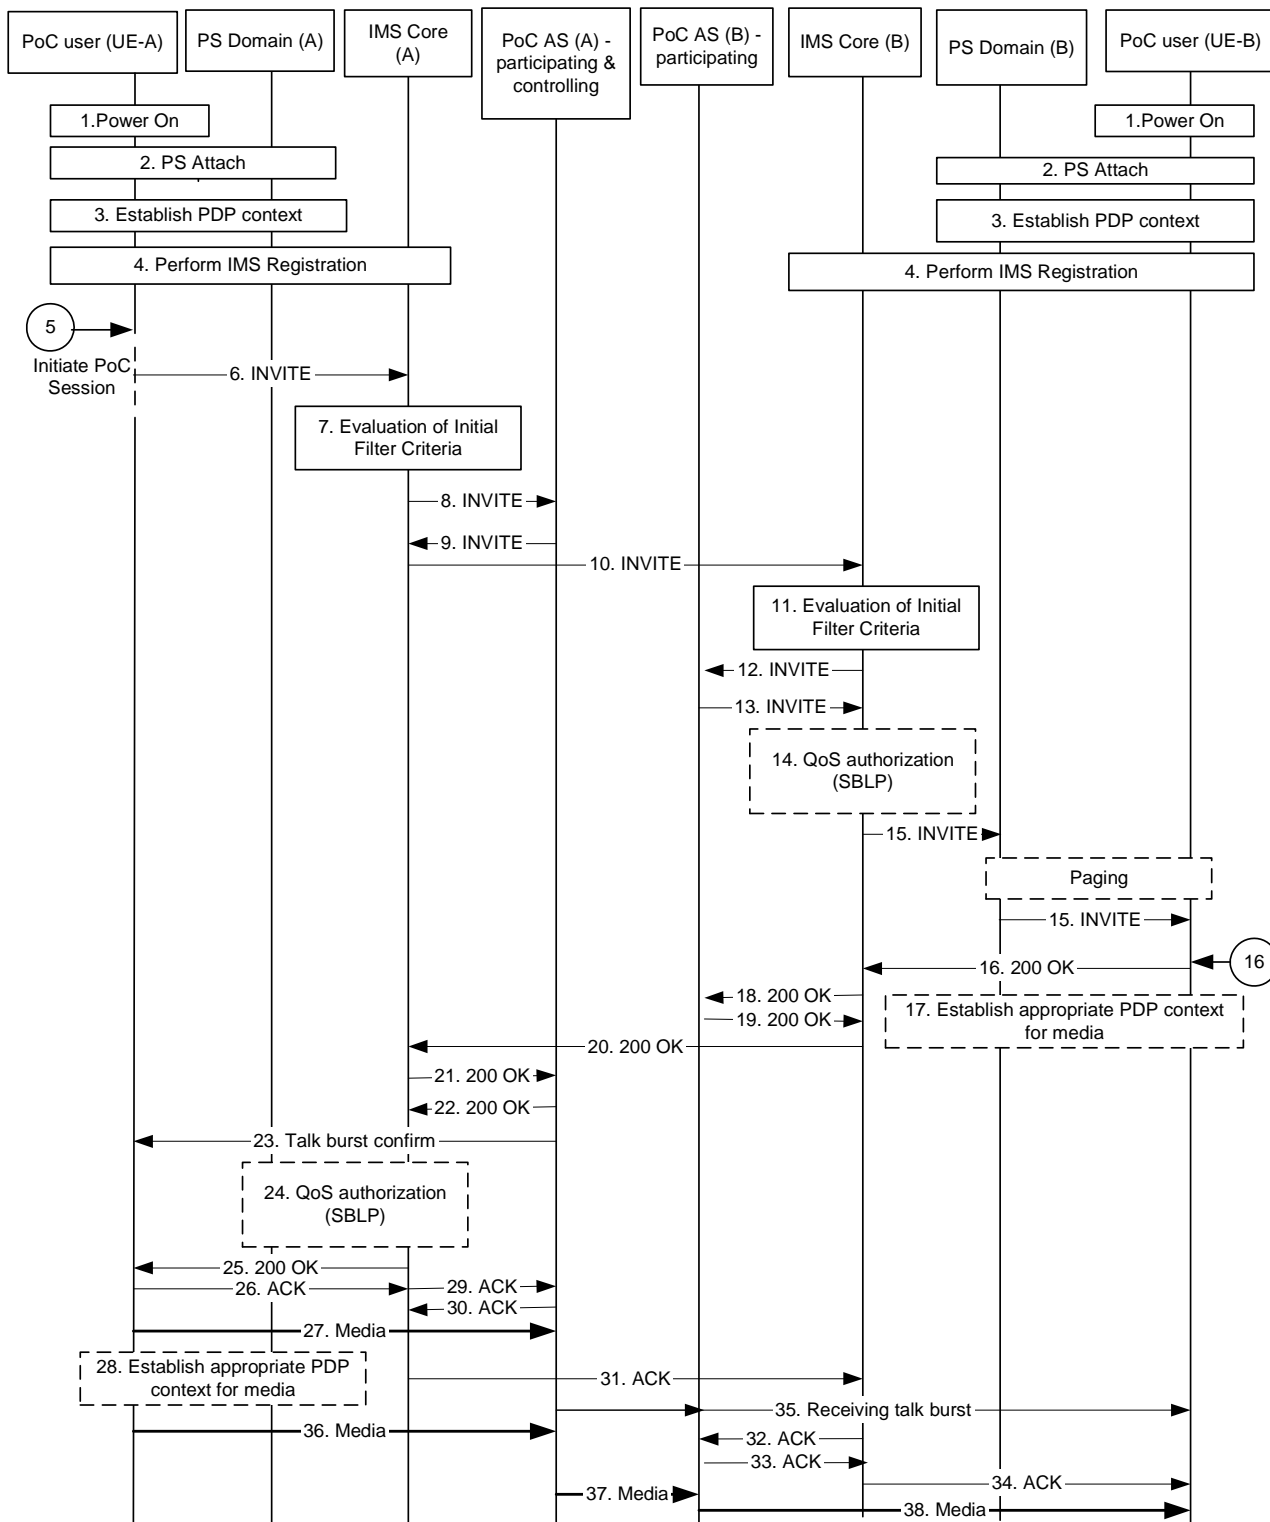 PoC user (UE-A)
PS Domain (A)
IMS Core
(A)
PoC AS (A) -
participating &
controlling
PoC AS (B) -
participating
IMS Core (B)
PS Domain (B)
PoC user (UE-B)
1.Power On
1.Power On
2. PS Attach
2. PS Attach
3. Establish PDP context
3. Establish PDP context
4. Perform IMS Registration
4. Perform IMS Registration
5
Initiate PoC
Session
6. INVITE
7. Evaluation of Initial
Filter Criteria
8. INVITE
9. INVITE
10. INVITE
11. Evaluation of Initial
Filter Criteria
12. INVITE
13. INVITE
14. QoS authorization
(SBLP)
15. INVITE
Paging
15. INVITE
16
16. 200 OK
18. 200 OK
17. Establish appropriate PDP context
for media
19. 200 OK
20. 200 OK
21. 200 OK
22. 200 OK
23. Talk burst confirm
24. QoS authorization
(SBLP)
25. 200 OK
26. ACK
29. ACK
30. ACK
27. Media
28. Establish appropriate PDP
context for media
31. ACK
35. Receiving talk burst
36. Media
32. ACK
33. ACK
34. ACK
37. Media
38. Media